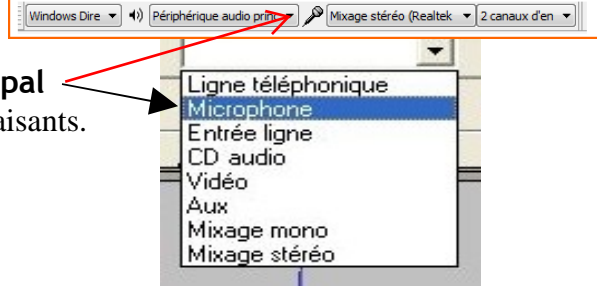 Windows Dire Périphérique audio princ Mixage stéréo (Realtek 2 canaux d'en
pal
aisants.
Ligne téléphonique
Microphone
Entrée ligne
CD audio
Vidéo
Aux
Mixage mono
Mixage stéréo